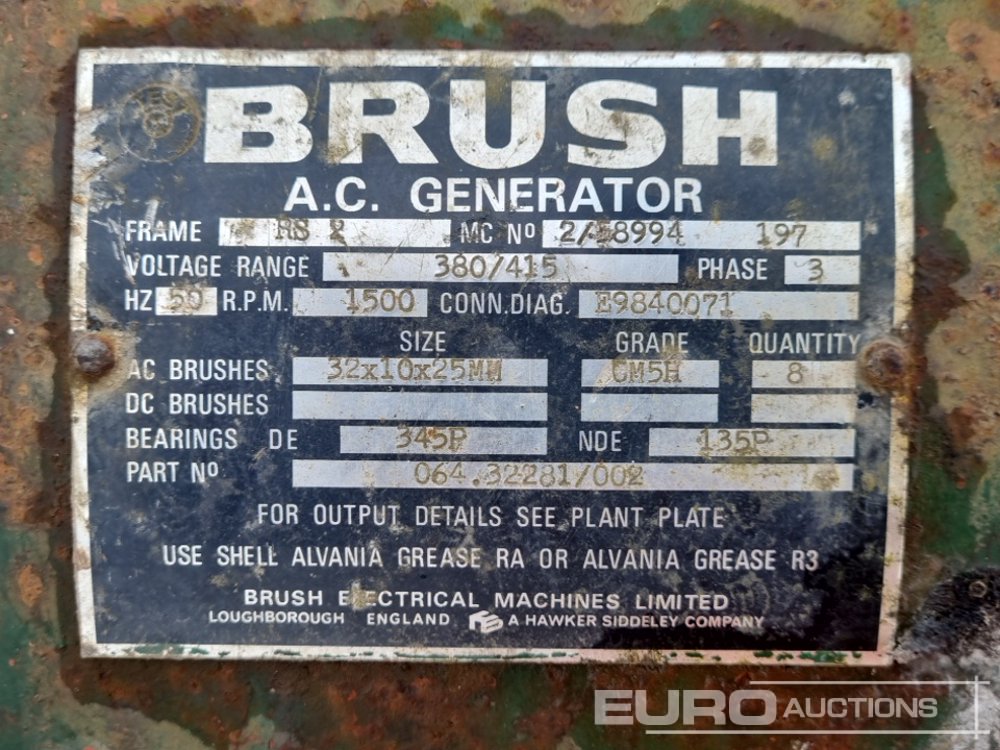 BRUSH
A.C. GENERATOR
FRAME RS 2 MC Nº 2/58994 197
VOLTAGE RANGE 380/415 PHASE 3
HZ 50 R.P.M. 1500 CONN.DIAG. E9840071
SIZE GRADE QUANTITY
AC BRUSHES 32x10x25MM CM5H 8
DC BRUSHES
BEARINGS DE 345P NDE 135P
PART Nº 064.32281/002
FOR OUTPUT DETAILS SEE PLANT PLATE
USE SHELL ALVANIA GREASE RA OR ALVANIA GREASE R3
BRUSH ELECTRICAL MACHINES LIMITED
LOUGHBOROUGH ENGLAND A HAWKER SIDDELEY COMPANY
EURO AUCTIONS